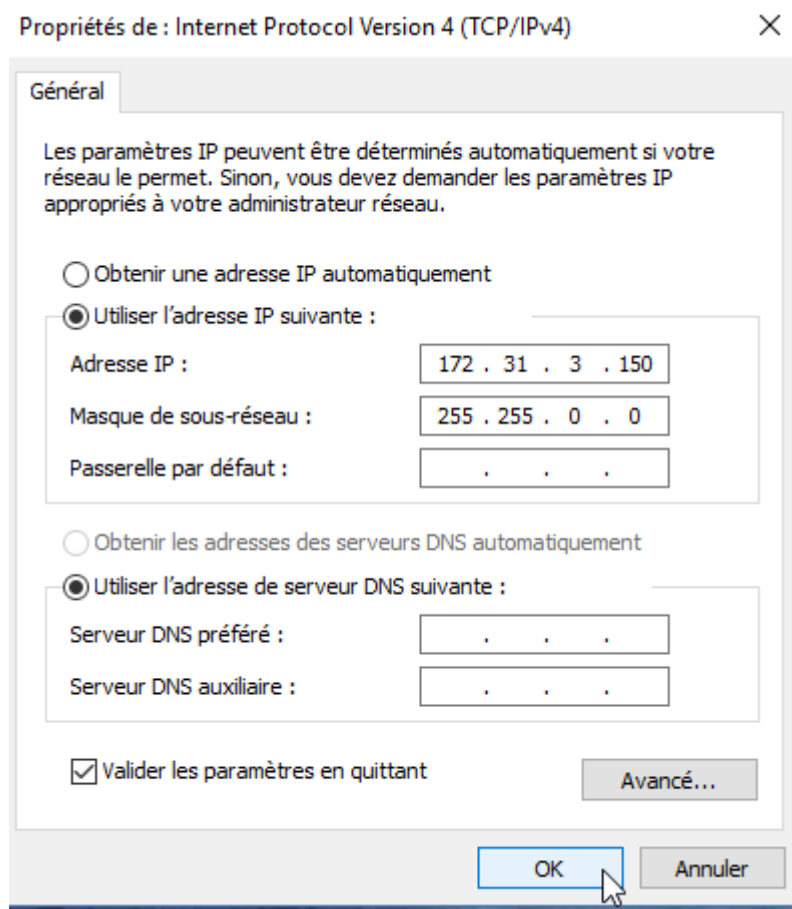 Propriétés de : Internet Protocol Version 4 (TCP/IPv4)
Général
Les paramètres IP peuvent être déterminés automatiquement si votre
réseau le permet. Sinon, vous devez demander les paramètres IP
appropriés à votre administrateur réseau.
Obtenir une adresse IP automatiquement
Utiliser l'adresse IP suivante :
Adresse IP : 172 . 31 . 3 . 150
Masque de sous-réseau : 255 . 255 . 0 . 0
Passerelle par défaut : . . .
Obtenir les adresses des serveurs DNS automatiquement
Utiliser l'adresse de serveur DNS suivante :
Serveur DNS préféré : . . .
Serveur DNS auxiliaire : . . .
Valider les paramètres en quittant
Avancé...
OK Annuler